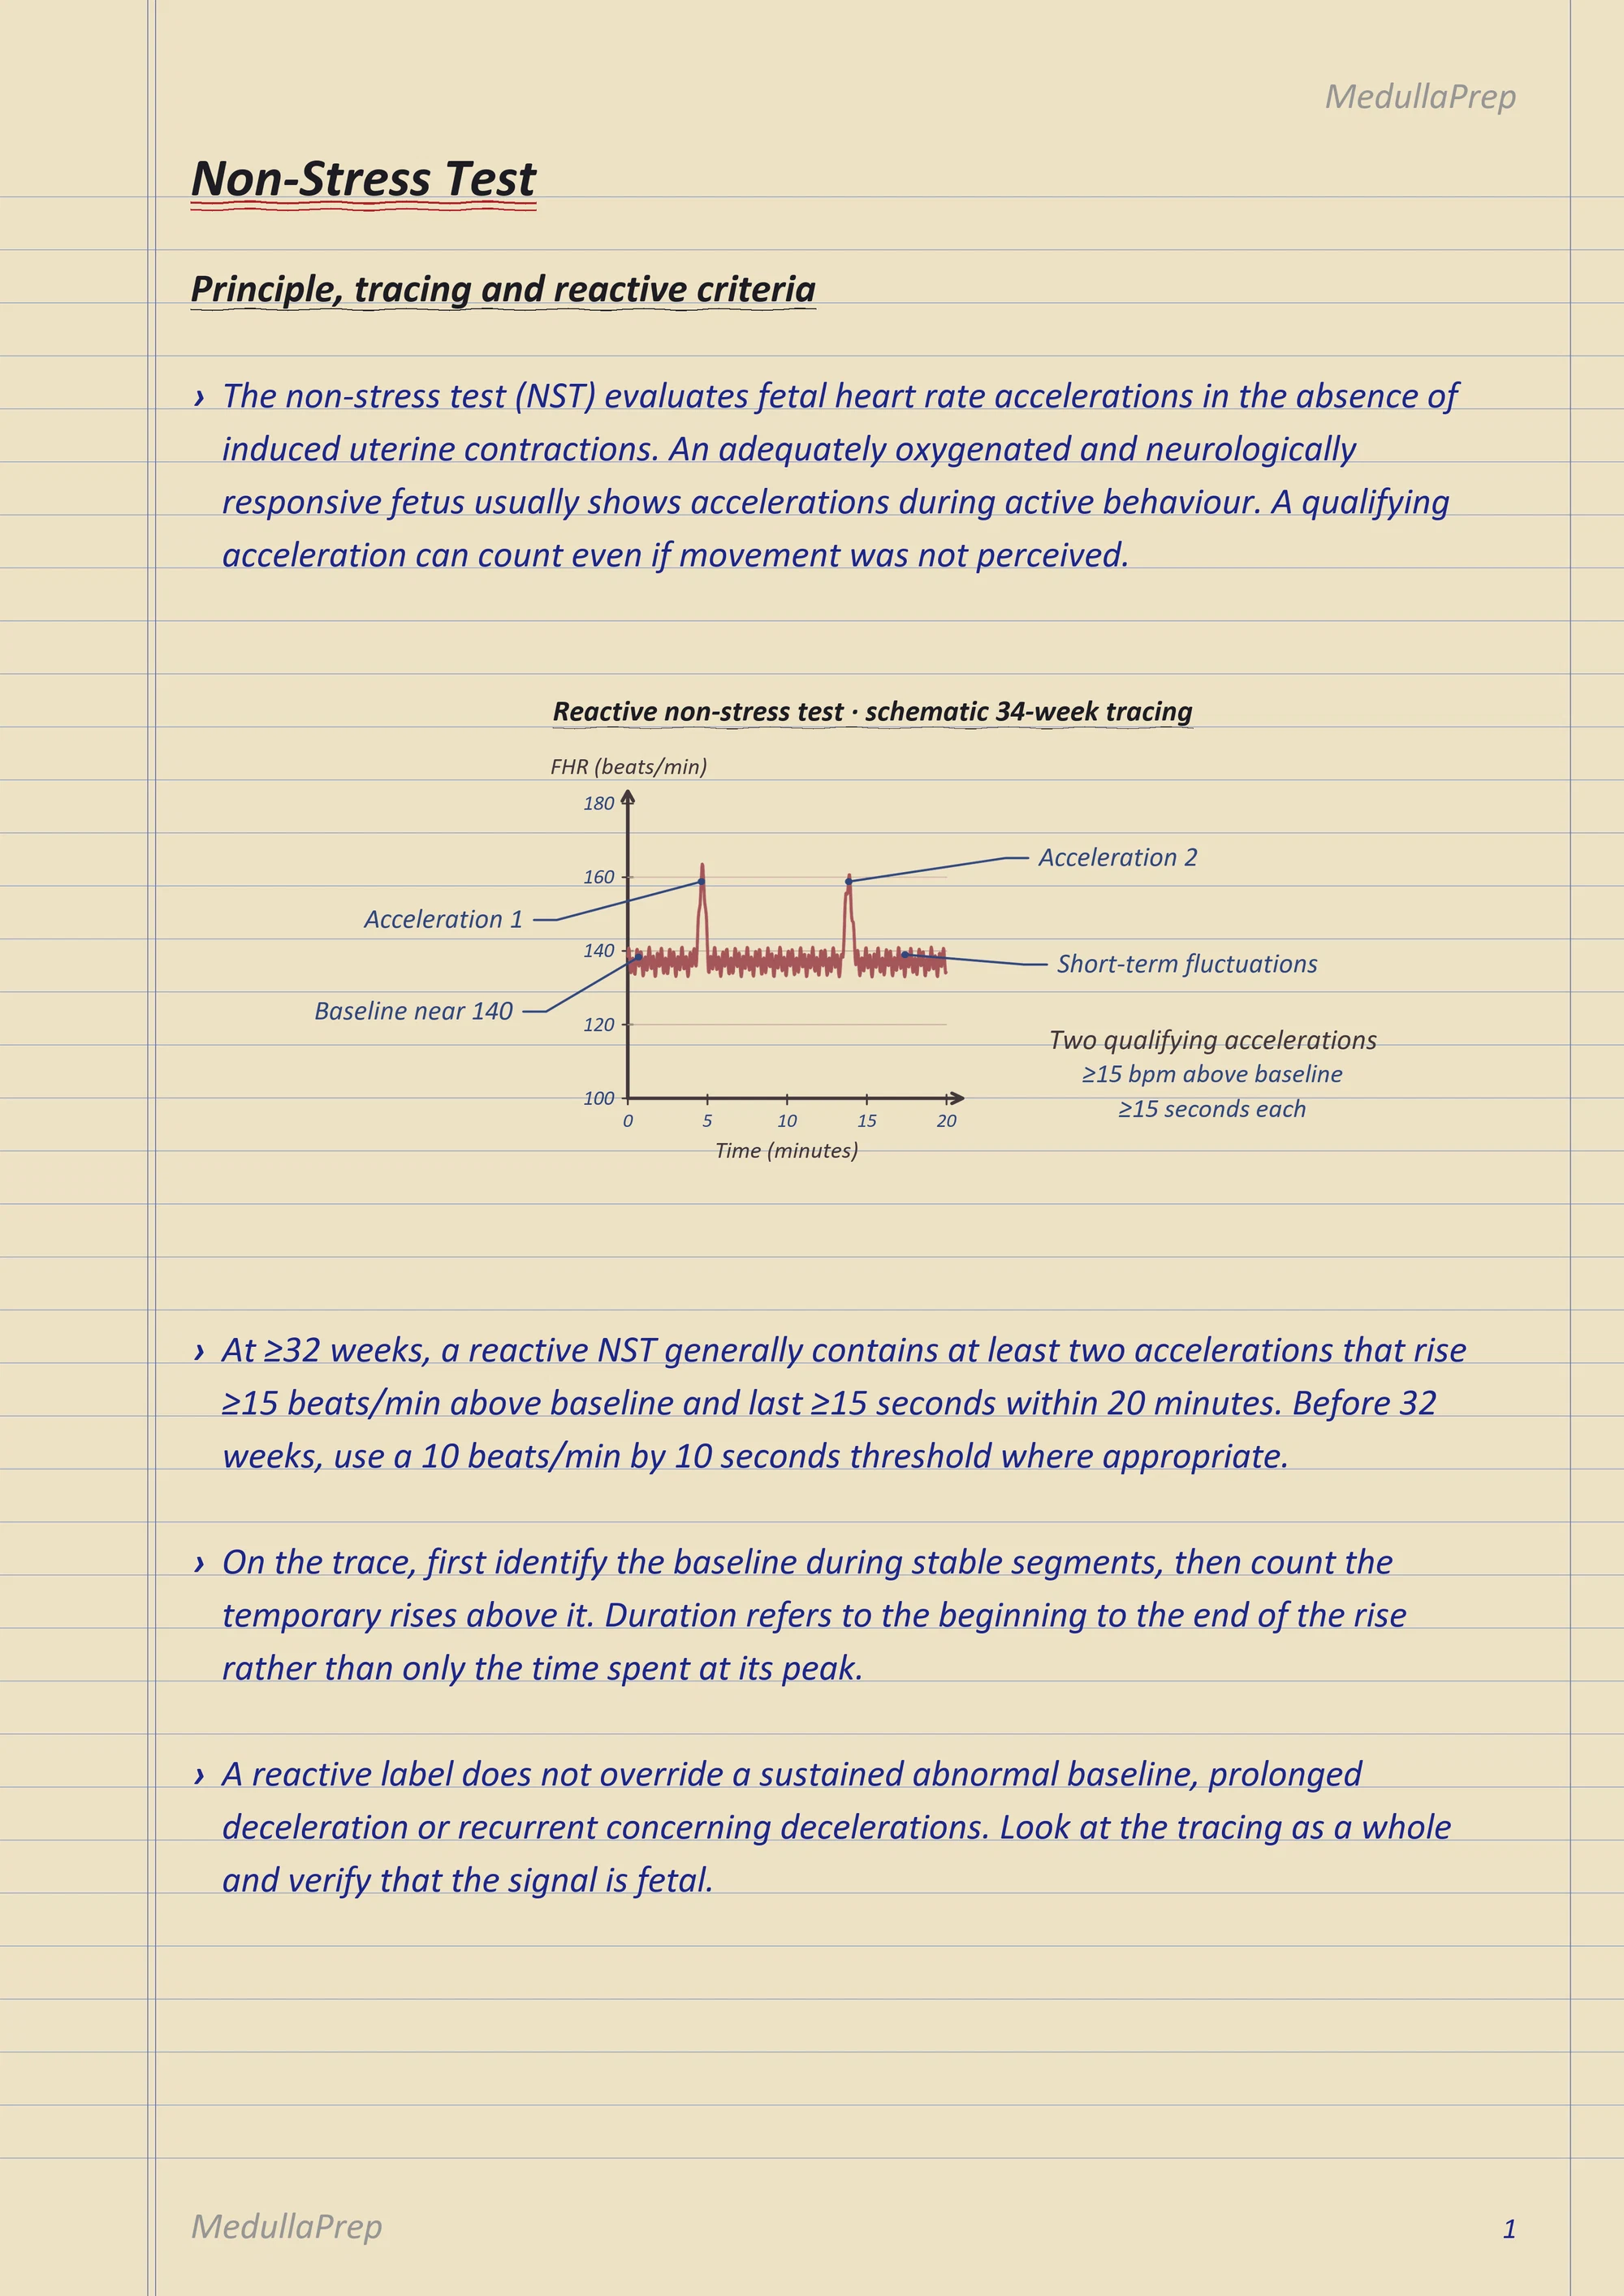 MedullaPrep
Non-Stress Test
Principle, tracing and reactive criteria
› The non-stress test (NST) evaluates fetal heart rate accelerations in the absence of
induced uterine contractions. An adequately oxygenated and neurologically
responsive fetus usually shows accelerations during active behaviour. A qualifying
acceleration can count even if movement was not perceived.
Reactive non-stress test · schematic 34-week tracing
FHR (beats/min)
180
160
140
120
100
0 5 10 15 20
Time (minutes)
Acceleration 1
Baseline near 140
Acceleration 2
Short-term fluctuations
Two qualifying accelerations
≥15 bpm above baseline
≥15 seconds each
› At ≥32 weeks, a reactive NST generally contains at least two accelerations that rise
≥15 beats/min above baseline and last ≥15 seconds within 20 minutes. Before 32
weeks, use a 10 beats/min by 10 seconds threshold where appropriate.
› On the trace, first identify the baseline during stable segments, then count the
temporary rises above it. Duration refers to the beginning to the end of the rise
rather than only the time spent at its peak.
› A reactive label does not override a sustained abnormal baseline, prolonged
deceleration or recurrent concerning decelerations. Look at the tracing as a whole
and verify that the signal is fetal.
MedullaPrep
1